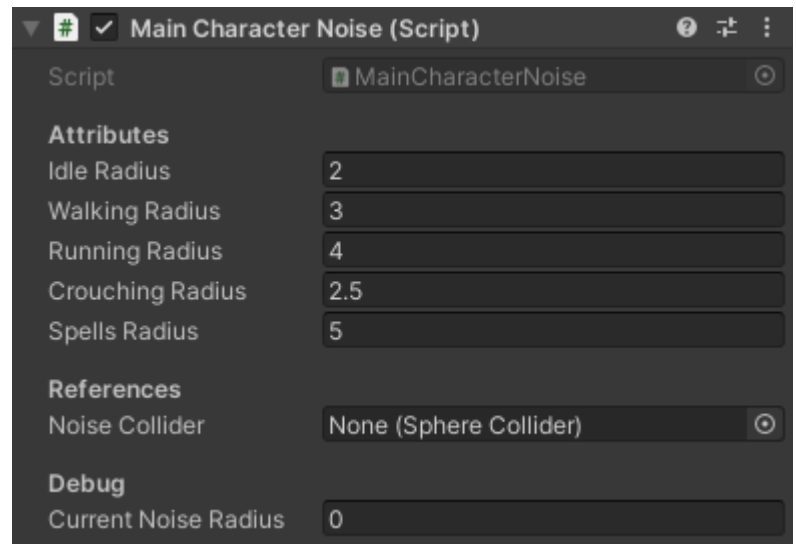 # Main Character Noise (Script)
Script MainCharacterNoise
Attributes
Idle Radius 2
Walking Radius 3
Running Radius 4
Crouching Radius 2.5
Spells Radius 5
References
Noise Collider None (Sphere Collider)
Debug
Current Noise Radius 0